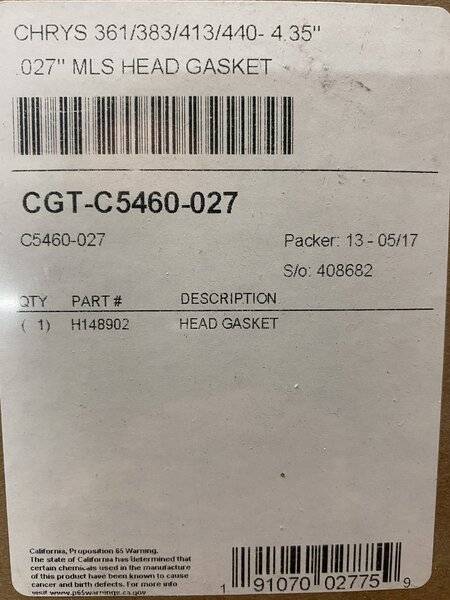 CHRYS 361/383/413/440- 4.35"
.027" MLS HEAD GASKET
CGT-C5460-027
C5460-027 Packer: 13 - 05/17
S/o: 408682
QTY PART # DESCRIPTION
( 1) H148902 HEAD GASKET
California, Proposition 65 Warning.
The state of California has determined that
certain chemicals used in the manufacture
of this product have been known to cause
cancer and birth defects. For more info
visit www.p65warnings.ca.gov
1 91070 02775 9